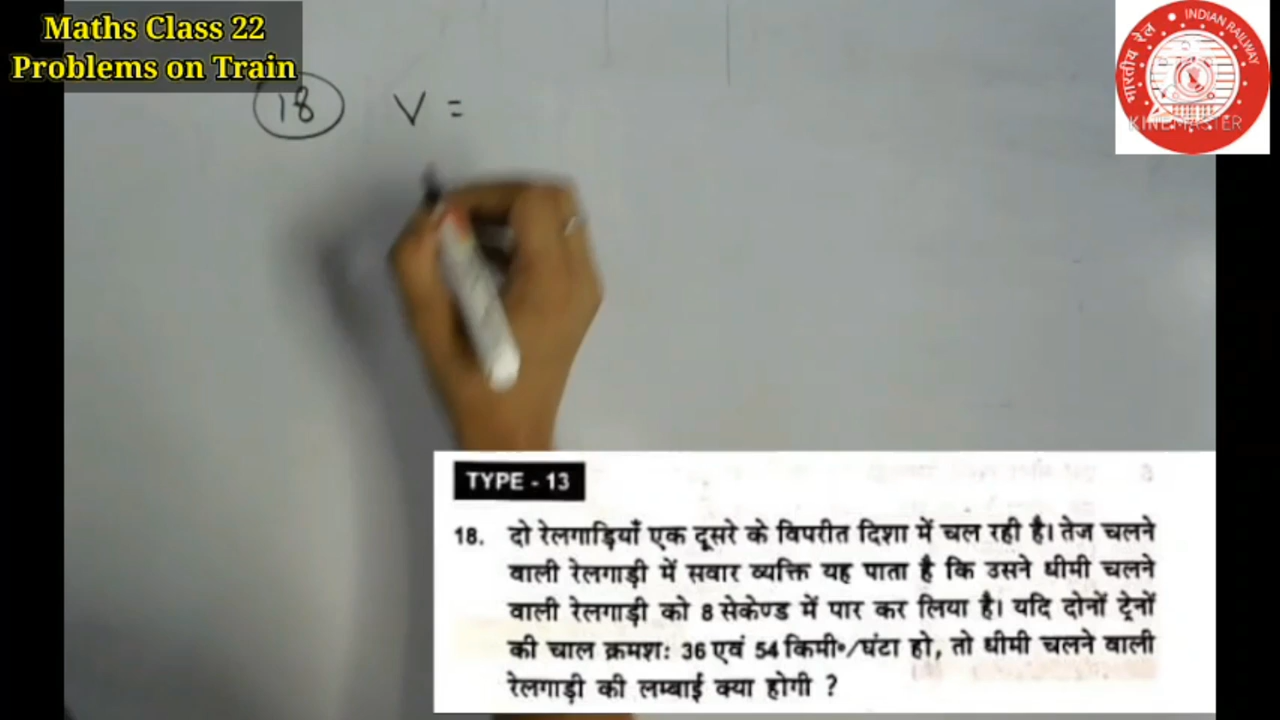 Maths Class 22
Problems on Train
INDIAN RAILWAY
भारतीय रेल
KINEMASTER
18 V =
TYPE - 13
18. दो रेलगाड़ियाँ एक दूसरे के विपरीत दिशा में चल रही है। तेज चलने
वाली रेलगाड़ी में सवार व्यक्ति यह पाता है कि उसने धीमी चलने
वाली रेलगाड़ी को 8 सेकेण्ड में पार कर लिया है। यदि दोनों ट्रेनों
की चाल क्रमशः 36 एवं 54 किमी॰/घंटा हो, तो धीमी चलने वाली
रेलगाड़ी की लम्बाई क्या होगी ?